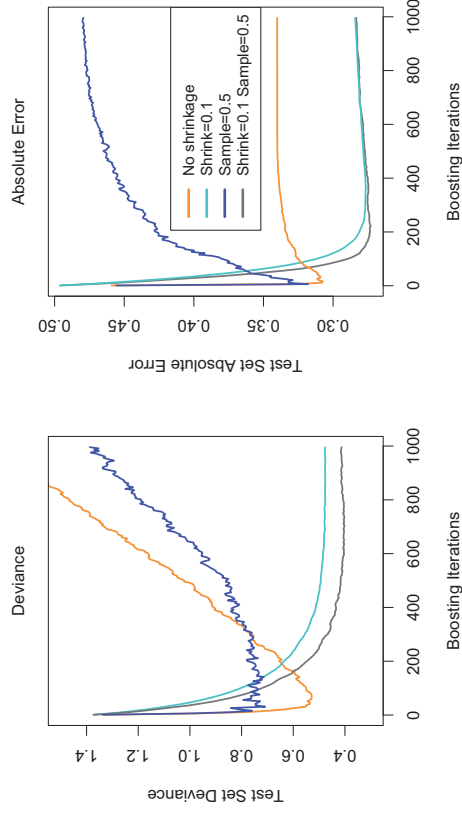 Deviance
Test Set Deviance
0.4 0.6 0.8 1.0 1.2 1.4
0 200 400 600 800 1000
Boosting Iterations
Absolute Error
Test Set Absolute Error
0.30 0.35 0.40 0.45 0.50
No shrinkage
Shrink=0.1
Sample=0.5
Shrink=0.1 Sample=0.5
0 200 400 600 800 1000
Boosting Iterations